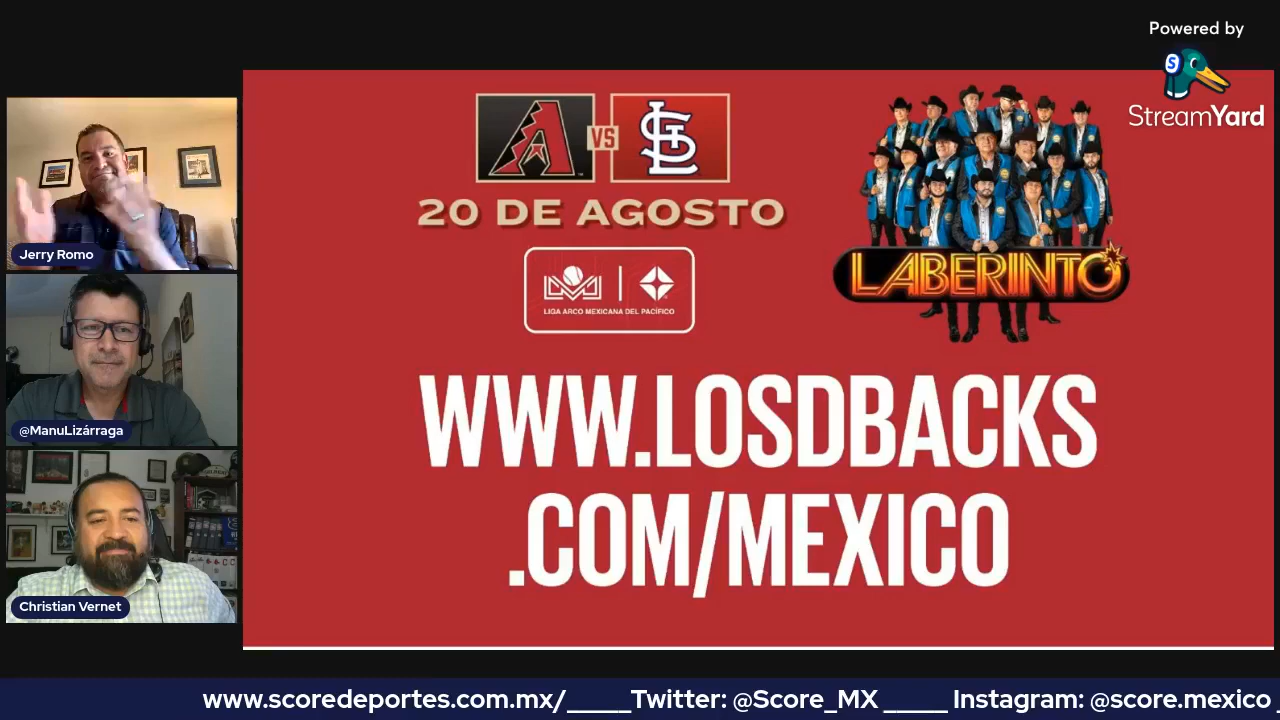 Powered by
StreamYard
VS
20 DE AGOSTO
LIGA ARCO MEXICANA DEL PACÍFICO
LABERINTO
WWW.LOSDBACKS
.COM/MEXICO
Jerry Romo
@ManuLizárraga
Christian Vernet
www.scoredeportes.com.mx/_____Twitter: @Score_MX _____ Instagram: @score.mexico